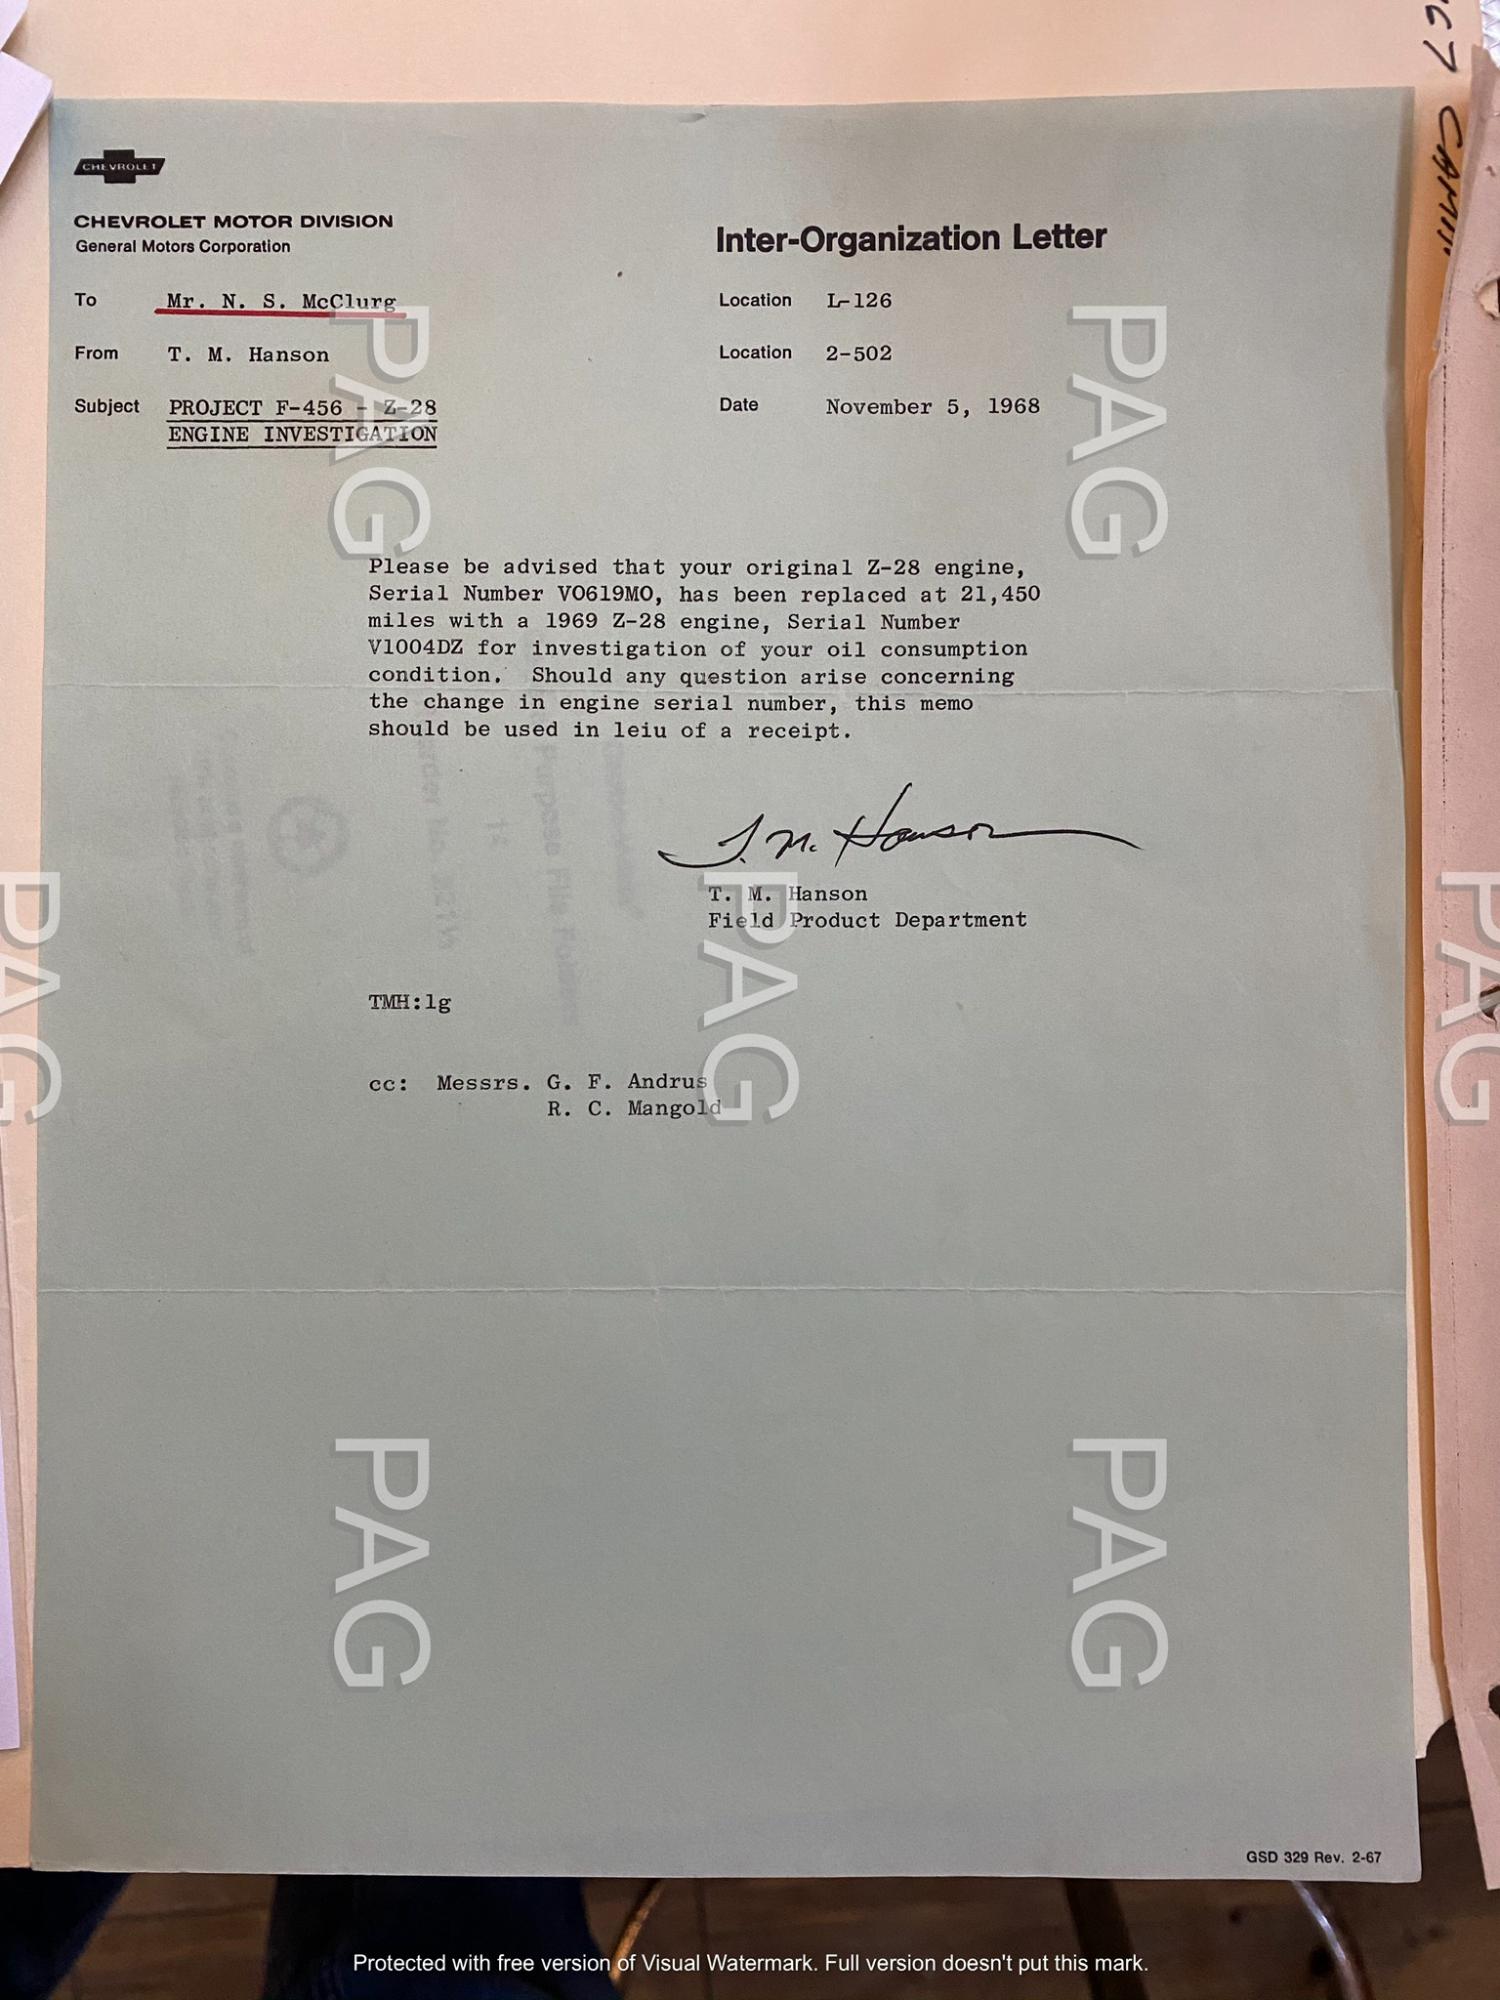 CHEVROLET
CHEVROLET MOTOR DIVISION
General Motors Corporation
Inter-Organization Letter
To Mr. N. S. McClurg
Location L-126
From T. M. Hanson
Location 2-502
Subject PROJECT F-456 - Z-28
ENGINE INVESTIGATION
Date November 5, 1968
Please be advised that your original Z-28 engine,
Serial Number VO619MO, has been replaced at 21,450
miles with a 1969 Z-28 engine, Serial Number
V1004DZ for investigation of your oil consumption
condition. Should any question arise concerning
the change in engine serial number, this memo
should be used in leiu of a receipt.
T. M. Hanson
T. M. Hanson
Field Product Department
TMH:lg
cc: Messrs. G. F. Andrus
R. C. Mangold
GSD 329 Rev. 2-67
PAG
PAG
PAG
PAG
PAG
PAG
PAG
Protected with free version of Visual Watermark. Full version doesn't put this mark.